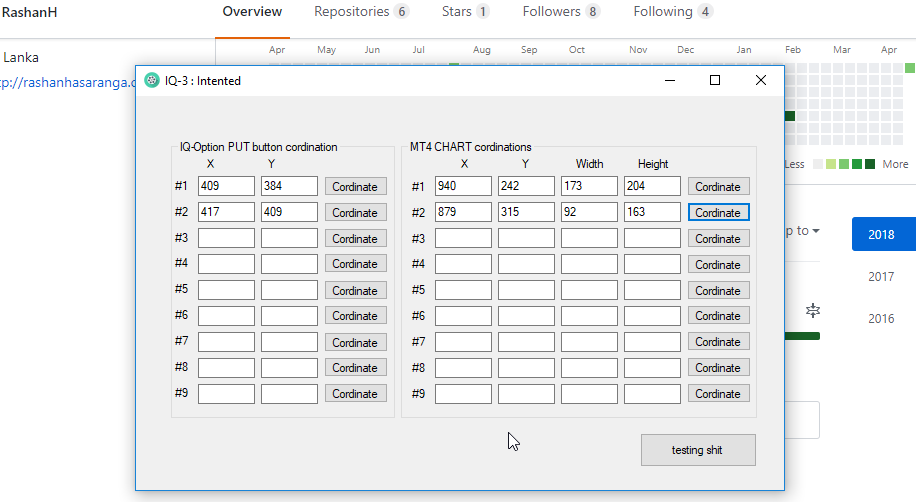 RashanH
Overview Repositories 6 Stars 1 Followers 8 Following 4
Lanka
Apr May Jun Jul Aug Sep Oct Nov Dec Jan Feb Mar Apr
p://rashanhasaranga.
IQ-3 : Intented
Less More
IQ-Option PUT button cordination
X Y
#1 409 384 Cordinate
#2 417 409 Cordinate
#3 Cordinate
#4 Cordinate
#5 Cordinate
#6 Cordinate
#7 Cordinate
#8 Cordinate
#9 Cordinate
MT4 CHART cordinations
X Y Width Height
#1 940 242 173 204 Cordinate
#2 879 315 92 163 Cordinate
#3 Cordinate
#4 Cordinate
#5 Cordinate
#6 Cordinate
#7 Cordinate
#8 Cordinate
#9 Cordinate
testing shit
p to
2018
2017
2016